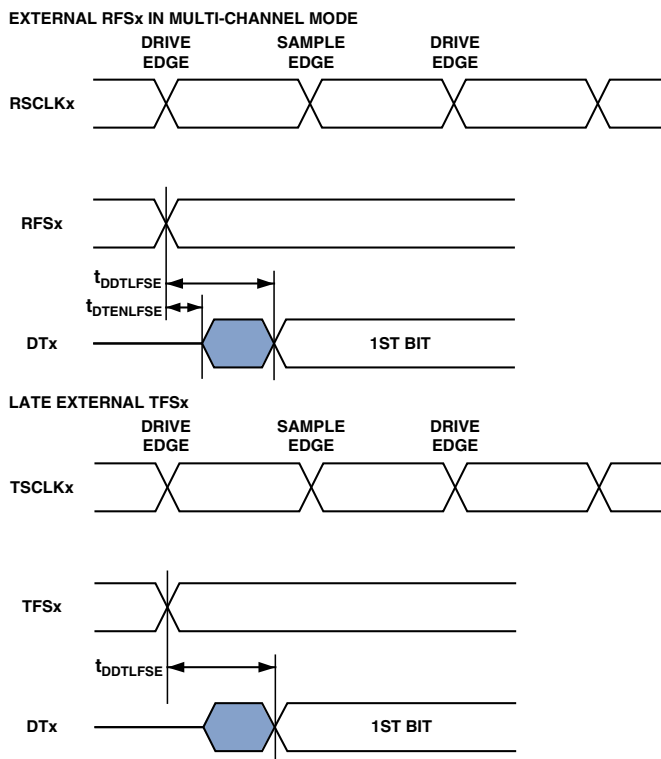 EXTERNAL RFSx IN MULTI-CHANNEL MODE
DRIVE EDGE
SAMPLE EDGE
DRIVE EDGE
RSCLKx
RFSx
tDDTLFSE
tDTENLFSE
DTx
1ST BIT
LATE EXTERNAL TFSx
DRIVE EDGE
SAMPLE EDGE
DRIVE EDGE
TSCLKx
TFSx
tDDTLFSE
DTx
1ST BIT